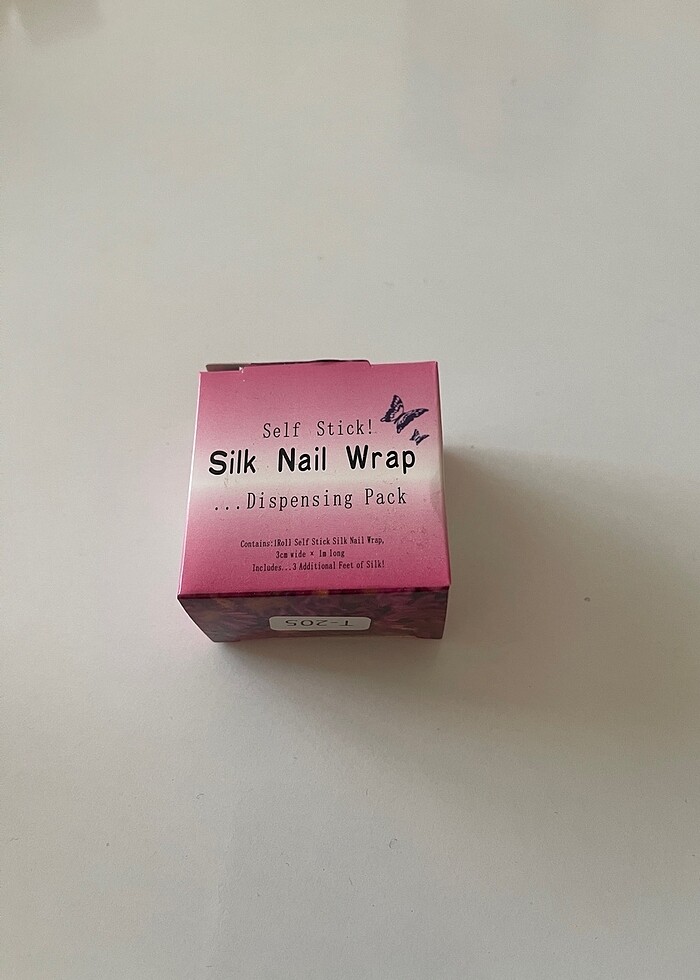 Self Stick!
Silk Nail Wrap
...Dispensing Pack
Contains:1Roll Self Stick Silk Nail Wrap,
3cm wide × 1m long
Includes...3 Additional Feet of Silk!
T-205